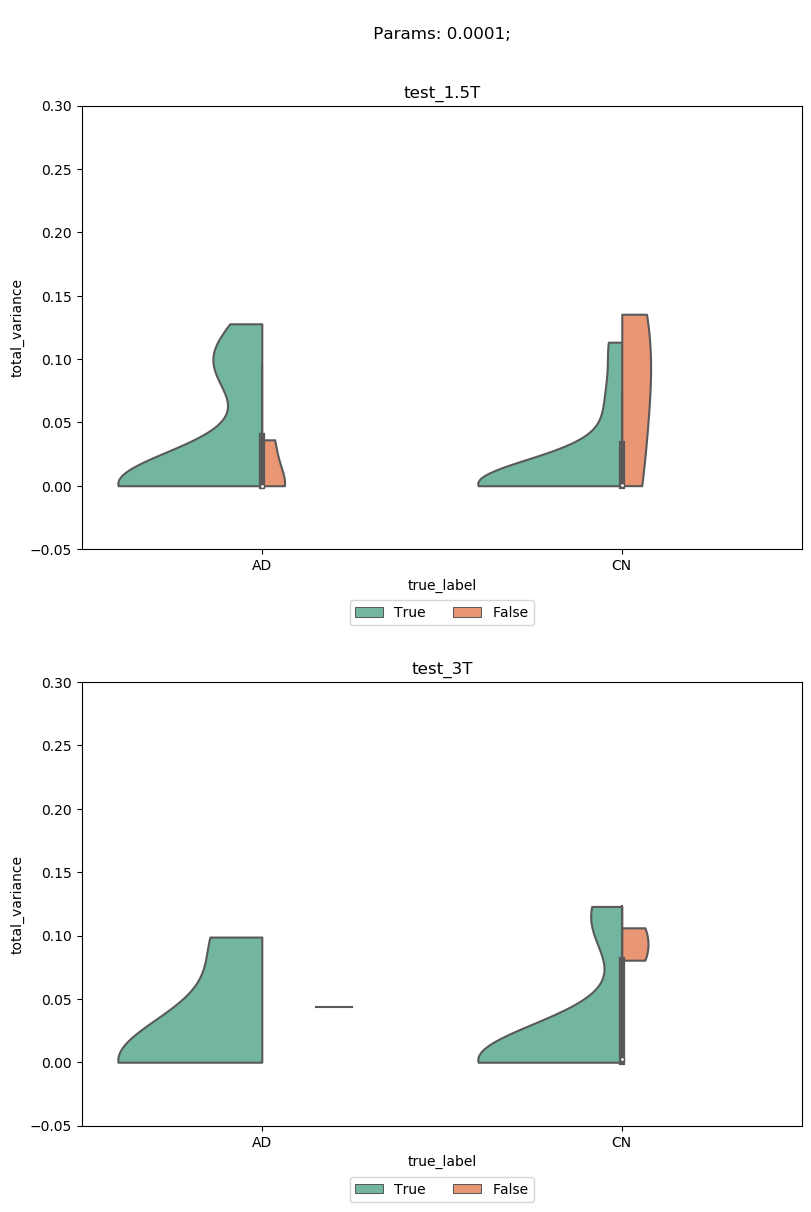 Params: 0.0001;
test_1.5T
0.30
0.25
0.20
0.15
0.10
0.05
0.00
−0.05
total_variance
AD
CN
true_label
True
False
test_3T
0.30
0.25
0.20
0.15
0.10
0.05
0.00
−0.05
total_variance
AD
CN
true_label
True
False